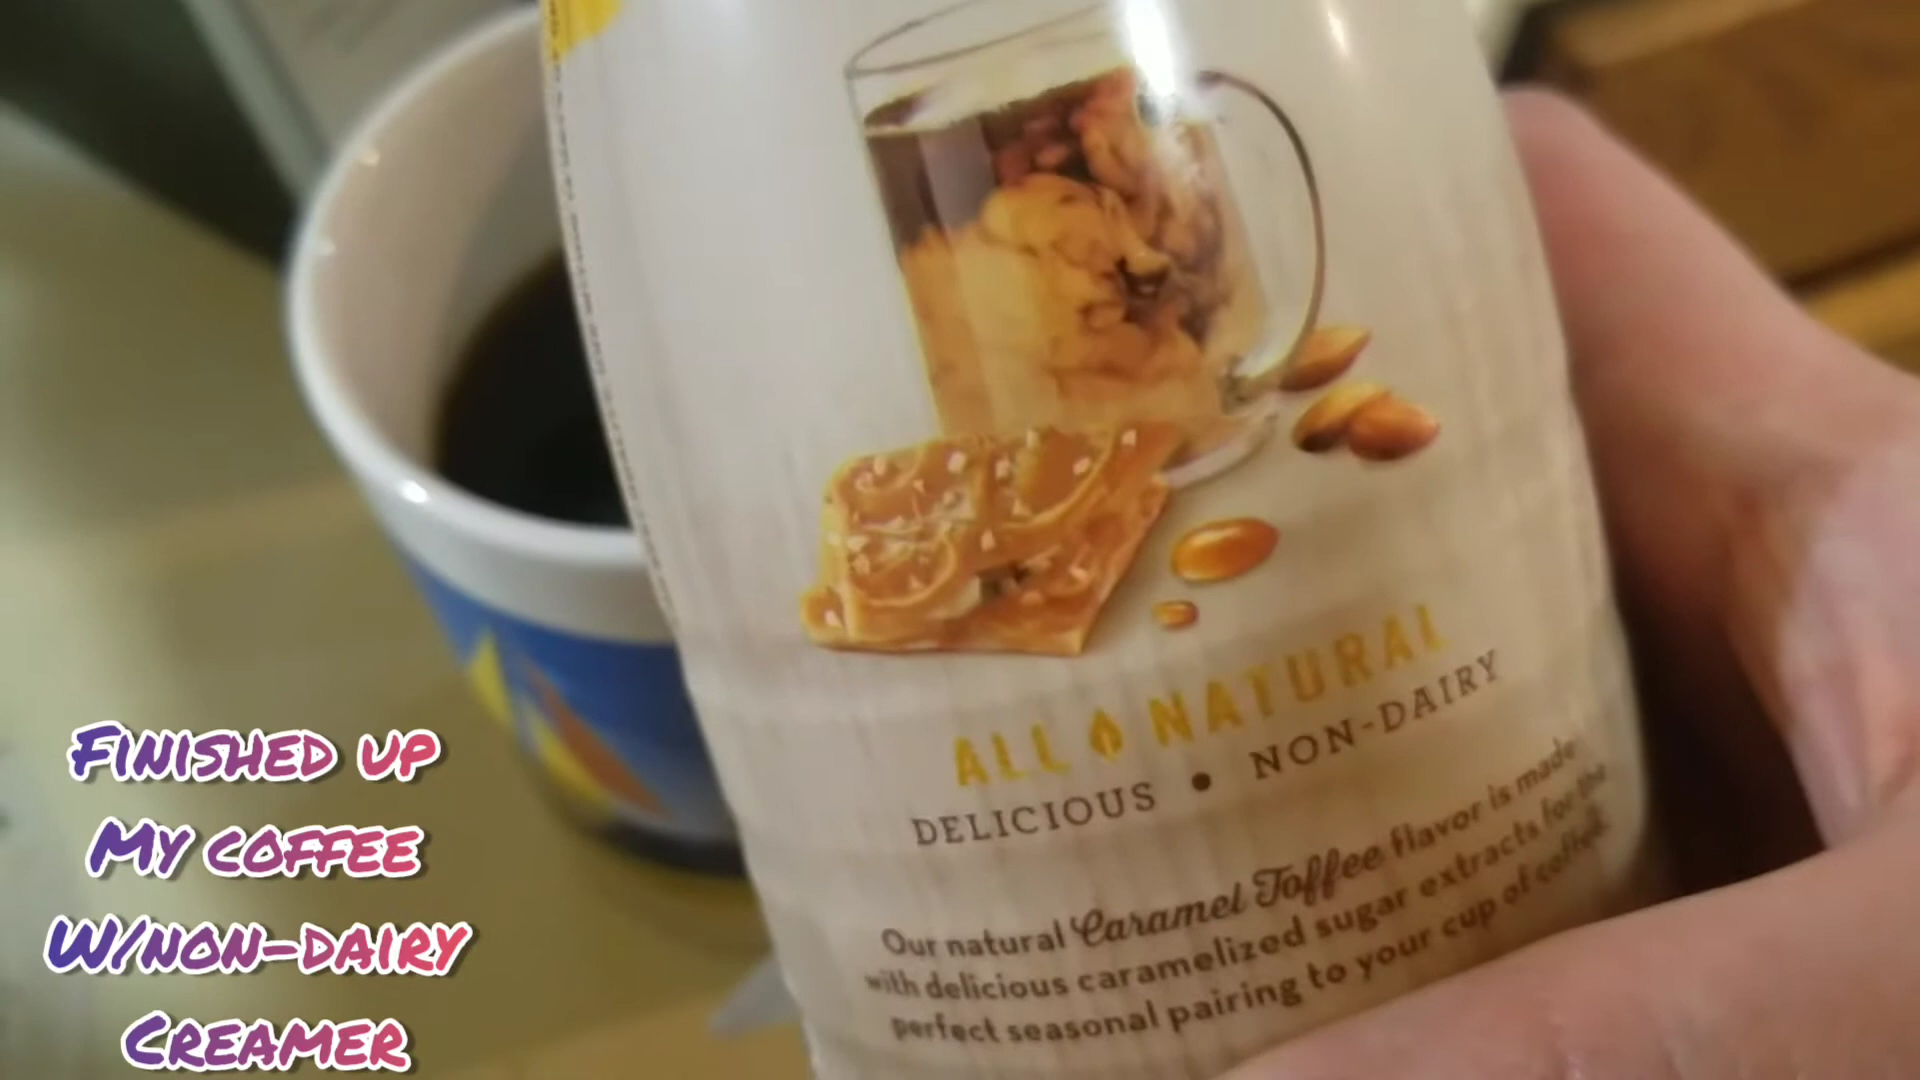 ALL NATURAL
DELICIOUS • NON-DAIRY
Our natural Caramel Toffee flavor is made
with delicious caramelized sugar extracts for the
perfect seasonal pairing to your cup of coffee.
Finished up
My coffee
w/non-dairy
Creamer